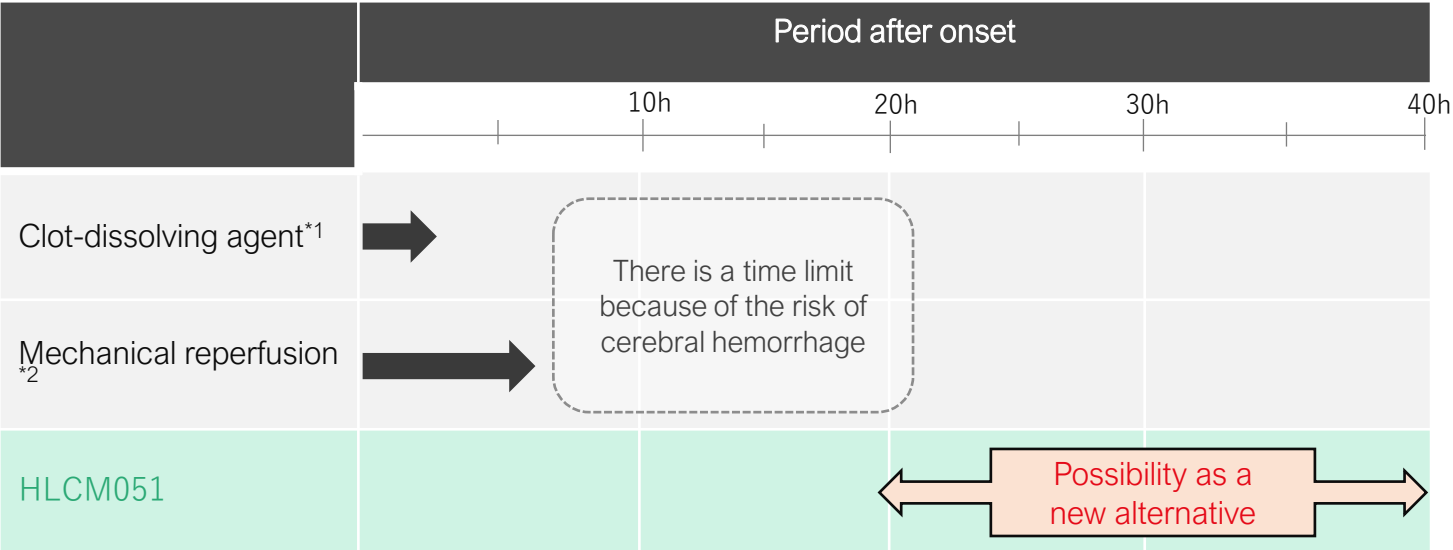 Period after onset
10h 20h 30h 40h
Clot-dissolving agent*1
There is a time limit
because of the risk of
cerebral hemorrhage
Mechanical reperfusion
*2
HLCM051
Possibility as a
new alternative